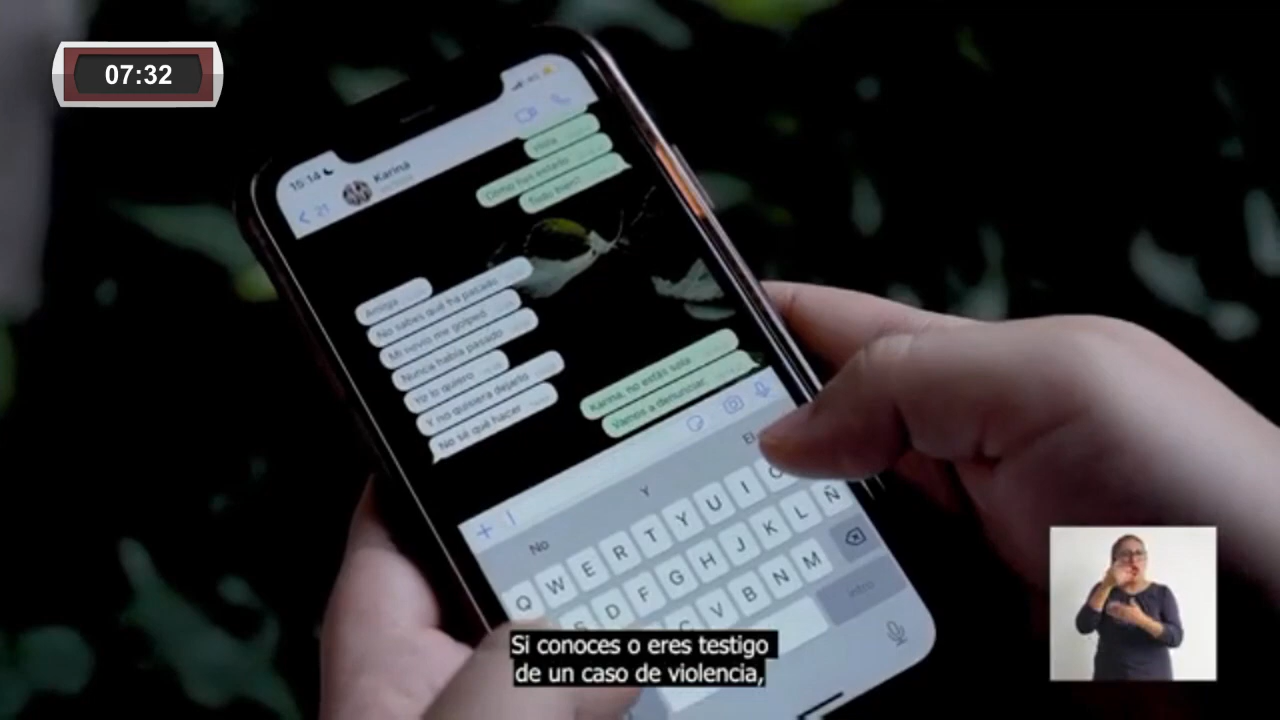 07:32
15:14
Karina
21
Hola
Cómo has estado
Todo bien?
Amiga
No sabes qué ha pasado
Mi novio me golpeó
Nunca había pasado
Yo lo quiero
Y no quisiera dejarlo
No sé qué hacer
Karina, no estás sola
Vamos a denunciar
No
Y
El
Q W E R T Y U I O
S D F G H J K L Ñ
C V B N M
intro
Si conoces o eres testigo
de un caso de violencia,